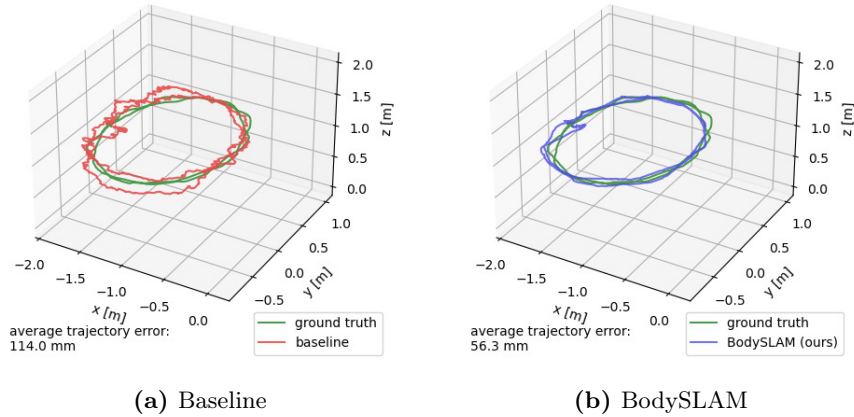 2.0
1.5
1.0
0.5
0.0
z [m]
1.0
0.5
0.0
−0.5
y [m]
−2.0
−1.5
−1.0
−0.5
0.0
x [m]
average trajectory error:
114.0 mm
ground truth
baseline
(a) Baseline
2.0
1.5
1.0
0.5
0.0
z [m]
1.0
0.5
0.0
−0.5
y [m]
−2.0
−1.5
−1.0
−0.5
0.0
x [m]
average trajectory error:
56.3 mm
ground truth
BodySLAM (ours)
(b) BodySLAM